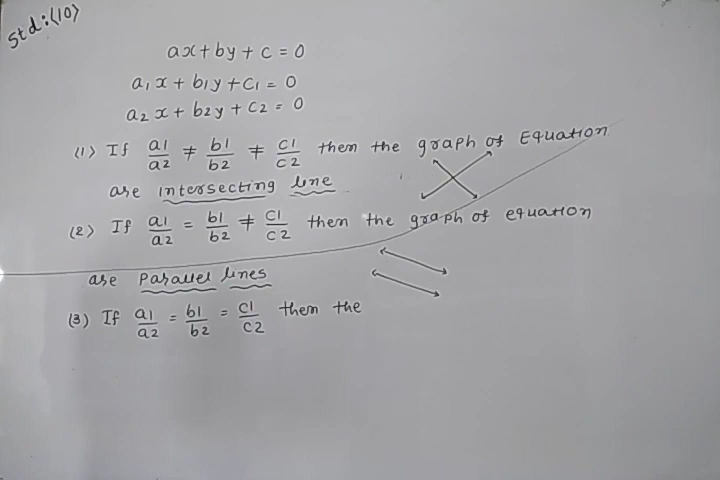 Std:(10)
ax + by + c = 0
a1x + b1y + c1 = 0
a2x + b2y + c2 = 0
(1) If a1/a2 ≠ b1/b2 ≠ c1/c2 then the graph of Equation
are intersecting line
(2) If a1/a2 = b1/b2 ≠ c1/c2 then the graph of equation
are Parallel lines
(3) If a1/a2 = b1/b2 = c1/c2 then the